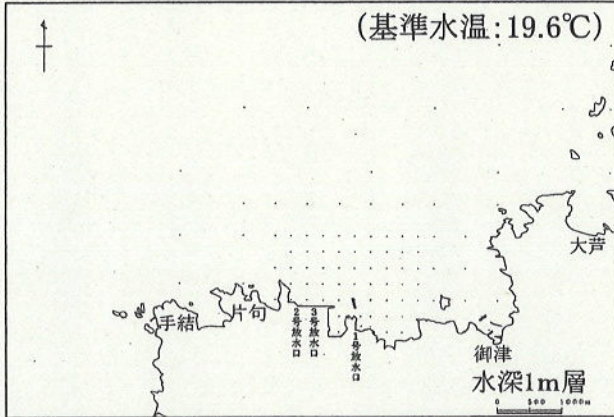 (基準水温:19.6℃)
大芦
手結
片句
2号放水口
3号放水口
1号放水口
御津
水深1m層
0 500 1000m